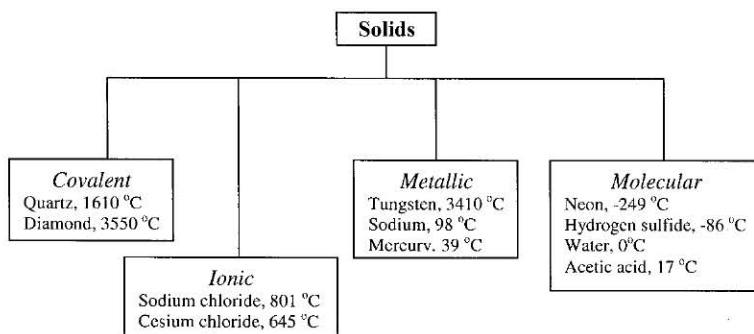 Solids
Covalent
Quartz, 1610 °C
Diamond, 3550 °C
Ionic
Sodium chloride, 801 °C
Cesium chloride, 645 °C
Metallic
Tungsten, 3410 °C
Sodium, 98 °C
Mercury. 39 °C
Molecular
Neon, -249 °C
Hydrogen sulfide, -86 °C
Water, 0°C
Acetic acid, 17 °C